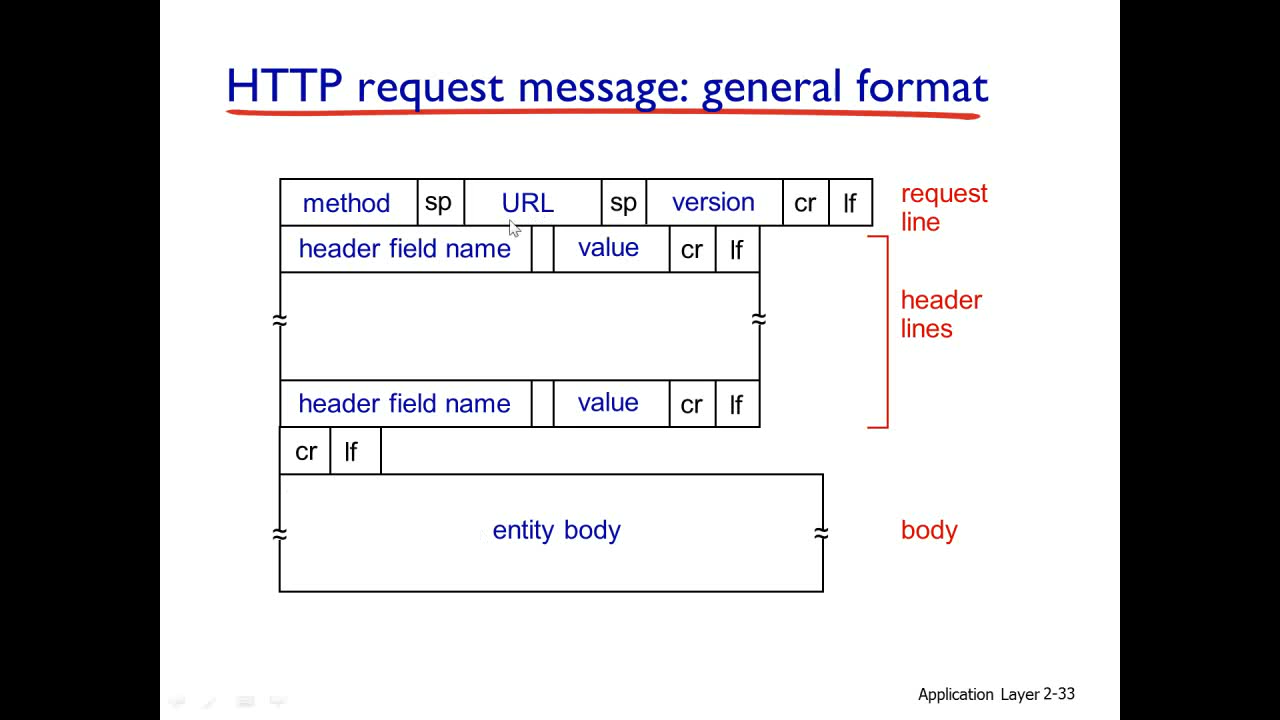 HTTP request message: general format
method sp URL sp version cr lf
request
line
header field name value cr lf
header
lines
header field name value cr lf
cr lf
entity body
body
Application Layer 2-33